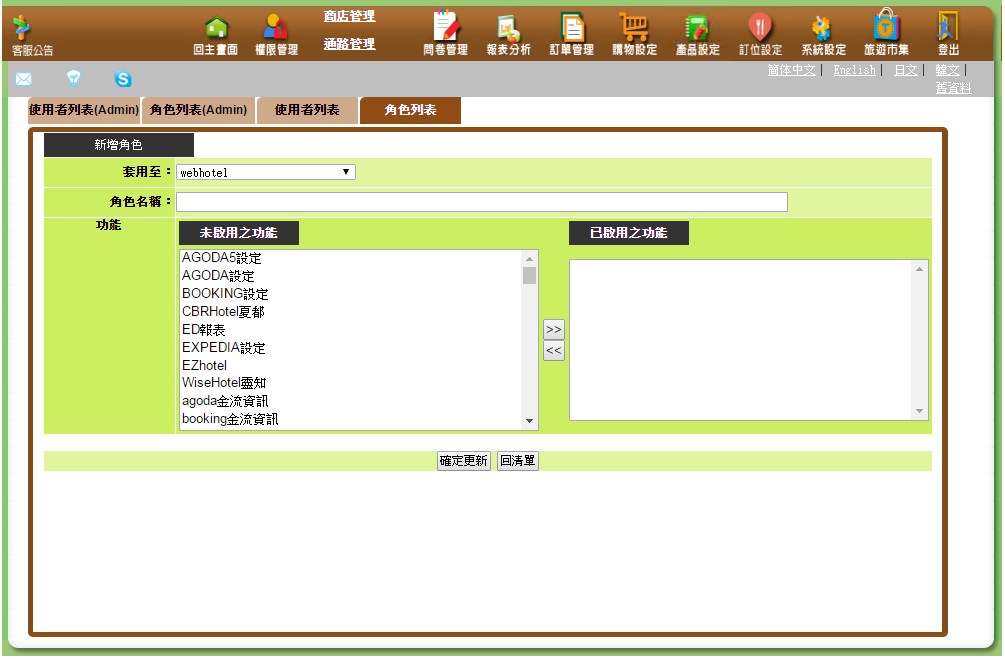 客服公告
回主畫面
權限管理
商店管理
通路管理
問卷管理
報表分析
訂單管理
購物設定
產品設定
訂位設定
系統設定
旅遊市集
登出
簡体中文 | English | 日文 | 韓文 |
舊資料
使用者列表(Admin)
角色列表(Admin)
使用者列表
角色列表
新增角色
套用至：
webhotel
角色名稱：
功能
未啟用之功能
已啟用之功能
AGODA5設定
AGODA設定
BOOKING設定
CBRHotel夏都
ED報表
EXPEDIA設定
EZhotel
WiseHotel靈知
agoda金流資訊
booking金流資訊
>>
<<
確定更新
回清單